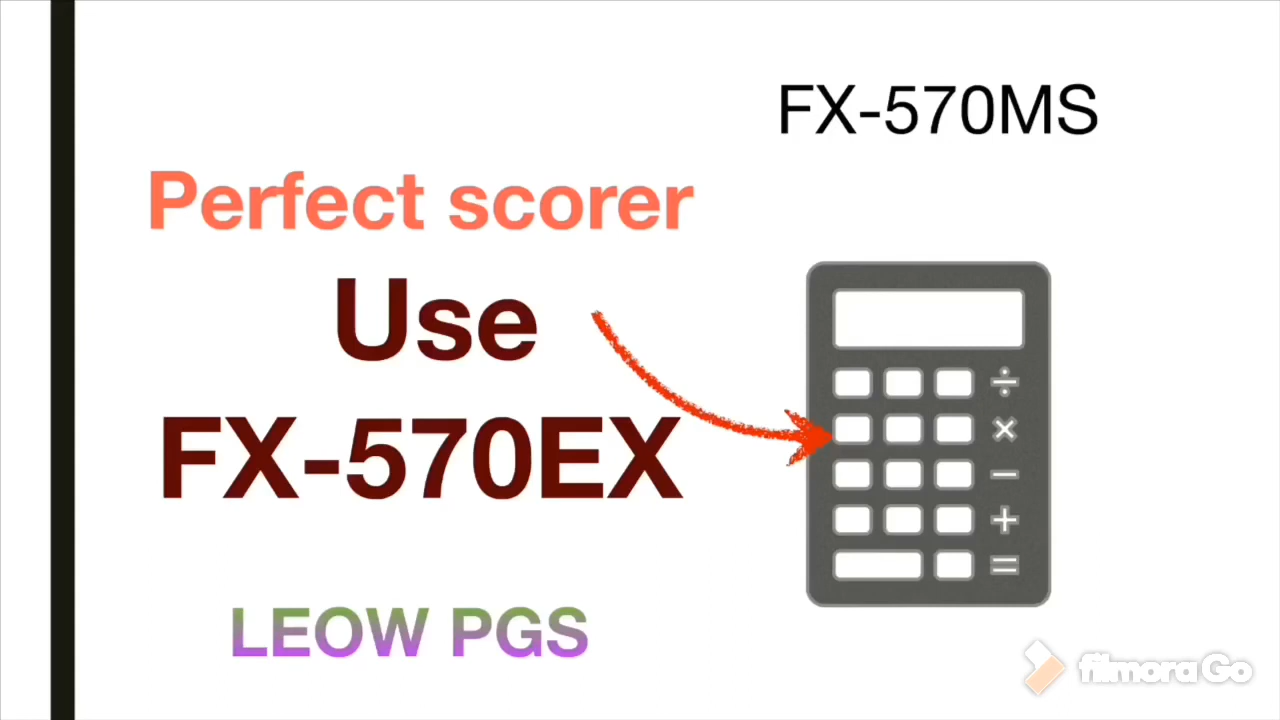 FX-570MS
Perfect scorer
Use
FX-570EX
LEOW PGS
filmora Go